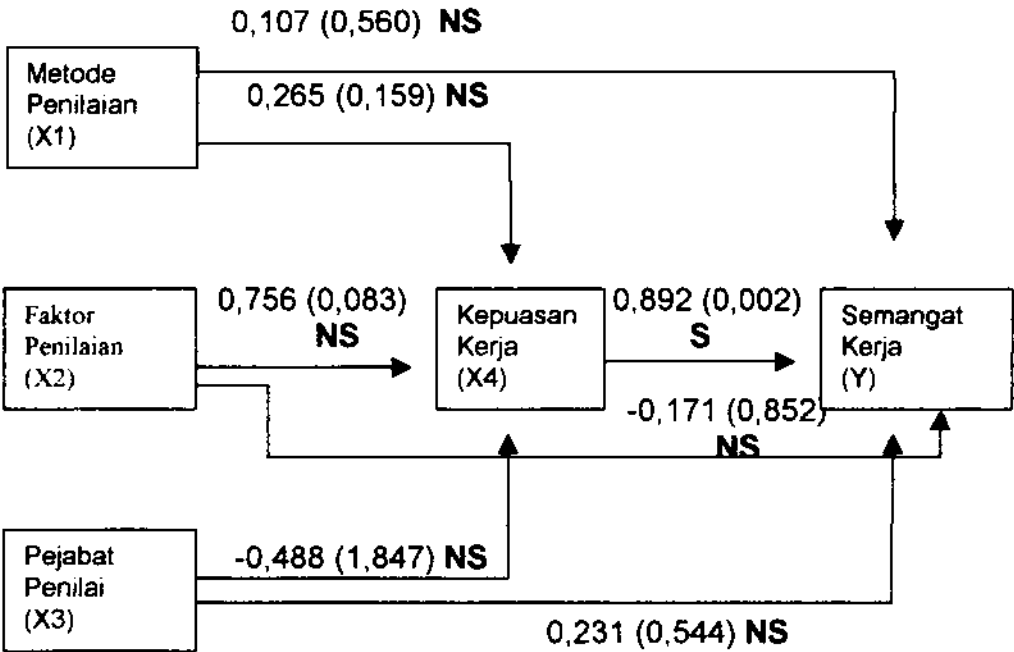 0,107 (0,560) NS
Metode
Penilaian
(X1)
0,265 (0,159) NS
Faktor
Penilaian
(X2)
0,756 (0,083)
NS
Kepuasan
Kerja
(X4)
0,892 (0,002)
S
Semangat
Kerja
(Y)
-0,171 (0,852)
NS
Pejabat
Penilai
(X3)
-0,488 (1,847) NS
0,231 (0,544) NS